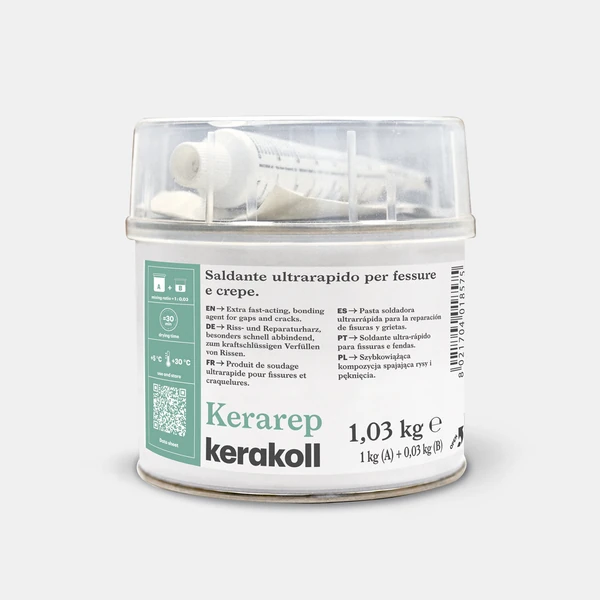 Saldante ultrarapido per fessure
e crepe.
EN → Extra fast-acting, bonding
agent for gaps and cracks.
DE → Riss- und Reparaturharz,
besonders schnell abbindend,
zum kraftschlüssigen Verfüllen
von Rissen.
FR → Produit de soudage
ultrarapide pour fissures et
craquelures.
ES → Pasta soldadora
ultrarrápida para la reparación
de fisuras y grietas.
PT → Soldante ultra-rápido
para fissuras e fendas.
PL → Szybkowiążąca
kompozycja spajająca rysy i
pęknięcia.
A + B
mixing ratio = 1 : 0,03
≈30
min
drying time
+5 °C +30 °C
use and store
Data sheet
8 021704 018575
Kerarep
kerakoll
1,03 kg ℮
1 kg (A) + 0,03 kg (B)